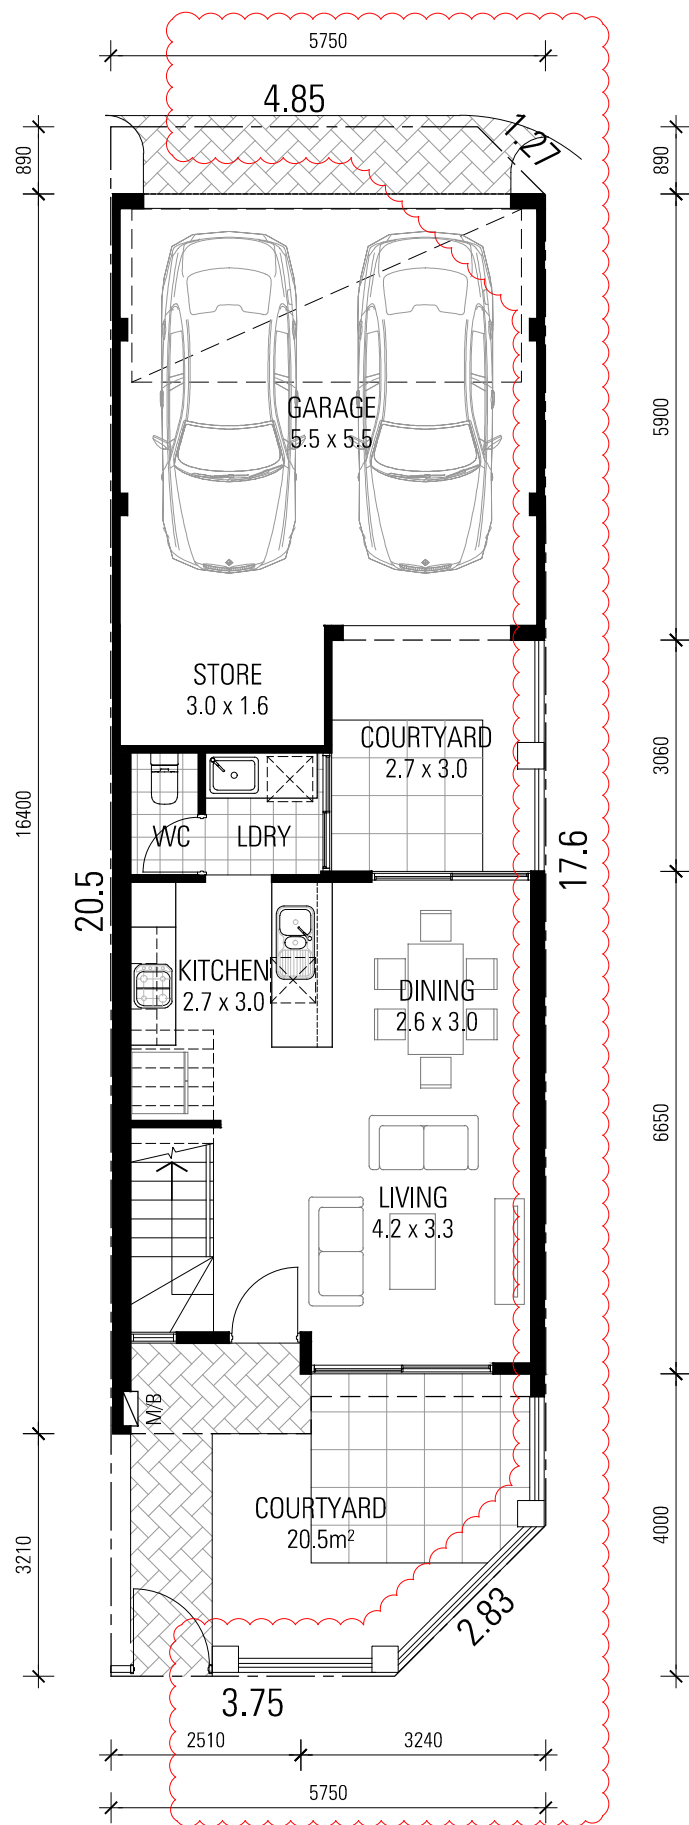 5750
4.85
1.27
890
890
GARAGE
5.5 x 5.5
5900
STORE
3.0 x 1.6
COURTYARD
2.7 x 3.0
3060
16400
WC
LDRY
17.6
20.5
KITCHEN
2.7 x 3.0
DINING
2.6 x 3.0
6650
LIVING
4.2 x 3.3
M/B
COURTYARD
20.5m²
4000
3210
2.83
3.75
2510
3240
5750